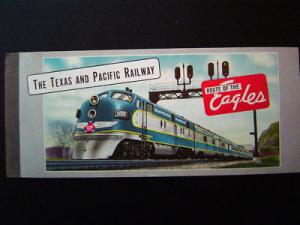 THE TEXAS AND PACIFIC RAILWAY
ROUTE OF THE
Eagles